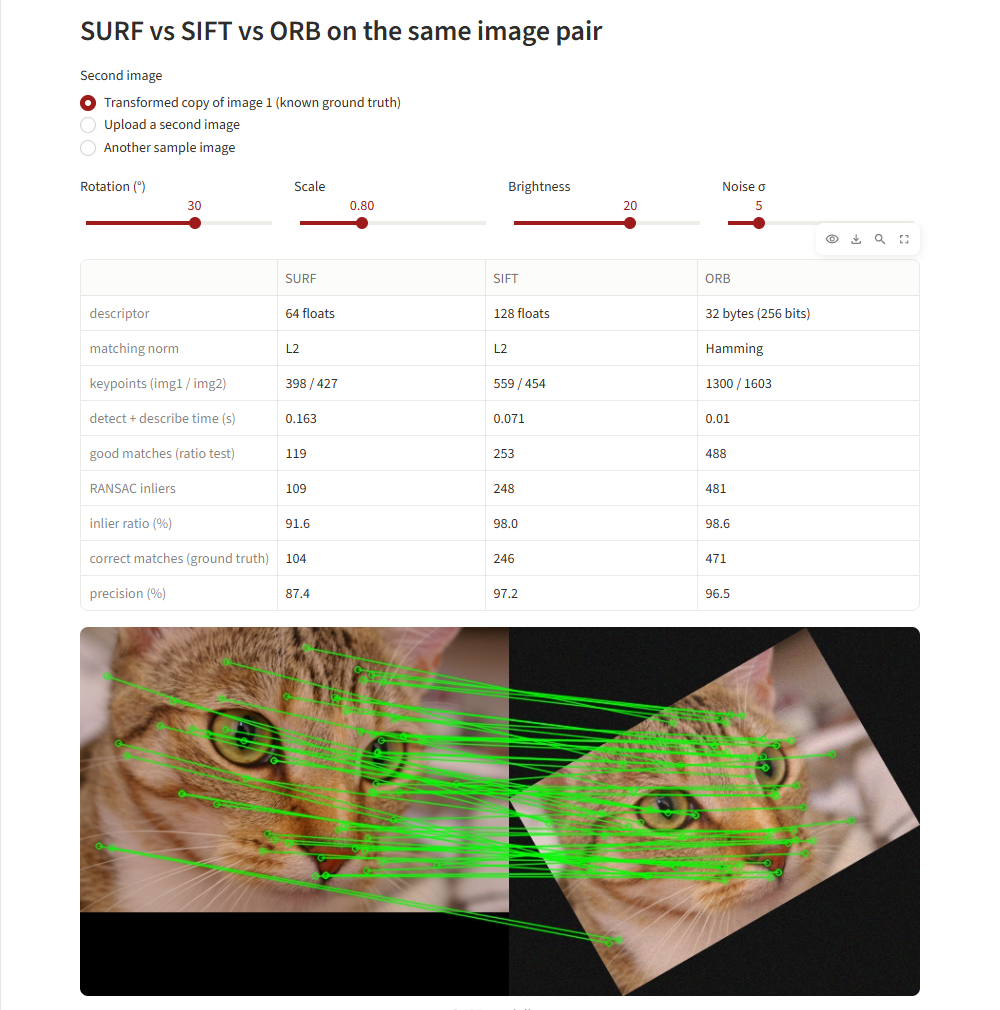 SURF vs SIFT vs ORB on the same image pair
Second image
Transformed copy of image 1 (known ground truth)
Upload a second image
Another sample image
Rotation (°) Scale Brightness Noise σ
30 0.80 20 5
SURF SIFT ORB
descriptor 64 floats 128 floats 32 bytes (256 bits)
matching norm L2 L2 Hamming
keypoints (img1 / img2) 398 / 427 559 / 454 1300 / 1603
detect + describe time (s) 0.163 0.071 0.01
good matches (ratio test) 119 253 488
RANSAC inliers 109 248 481
inlier ratio (%) 91.6 98.0 98.6
correct matches (ground truth) 104 246 471
precision (%) 87.4 97.2 96.5